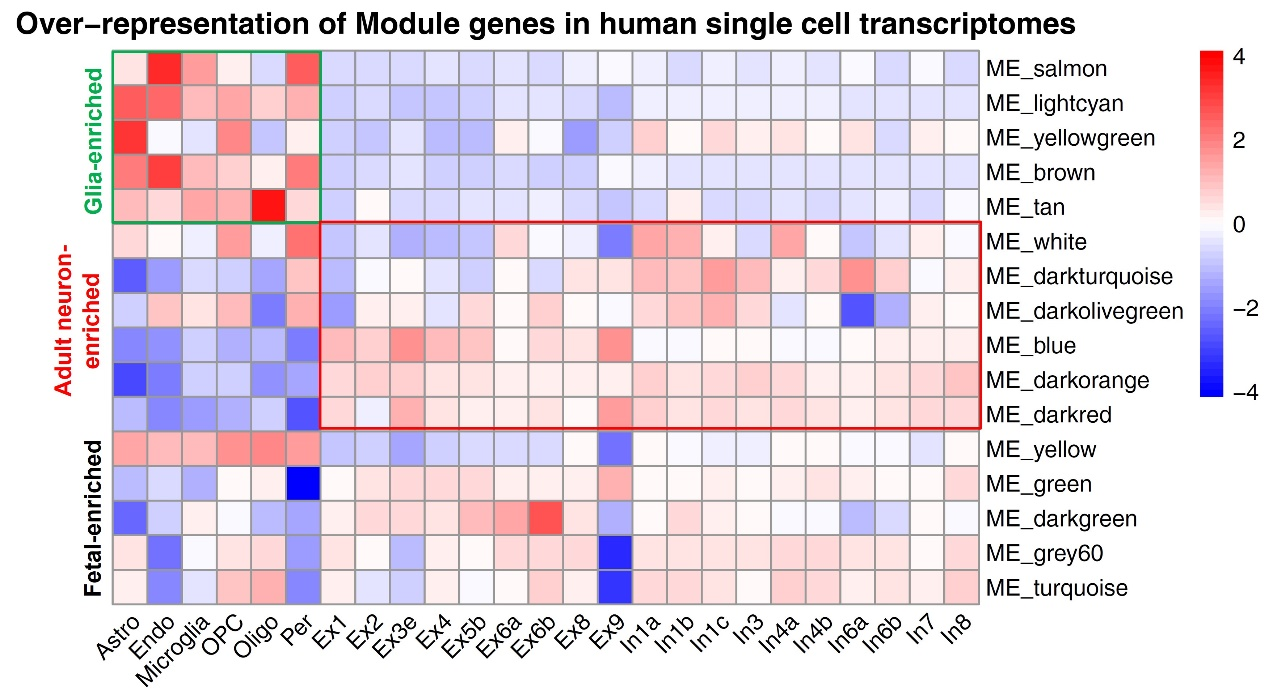 Over−representation of Module genes in human single cell transcriptomes
Glia-enriched
Adult neuron-
enriched
Fetal-enriched
ME_salmon
ME_lightcyan
ME_yellowgreen
ME_brown
ME_tan
ME_white
ME_darkturquoise
ME_darkolivegreen
ME_blue
ME_darkorange
ME_darkred
ME_yellow
ME_green
ME_darkgreen
ME_grey60
ME_turquoise
4
2
0
−2
−4
Astro
Endo
Microglia
OPC
Oligo
Per
Ex1
Ex2
Ex3e
Ex4
Ex5b
Ex6a
Ex6b
Ex8
Ex9
In1a
In1b
In1c
In3
In4a
In4b
In6a
In6b
In7
In8